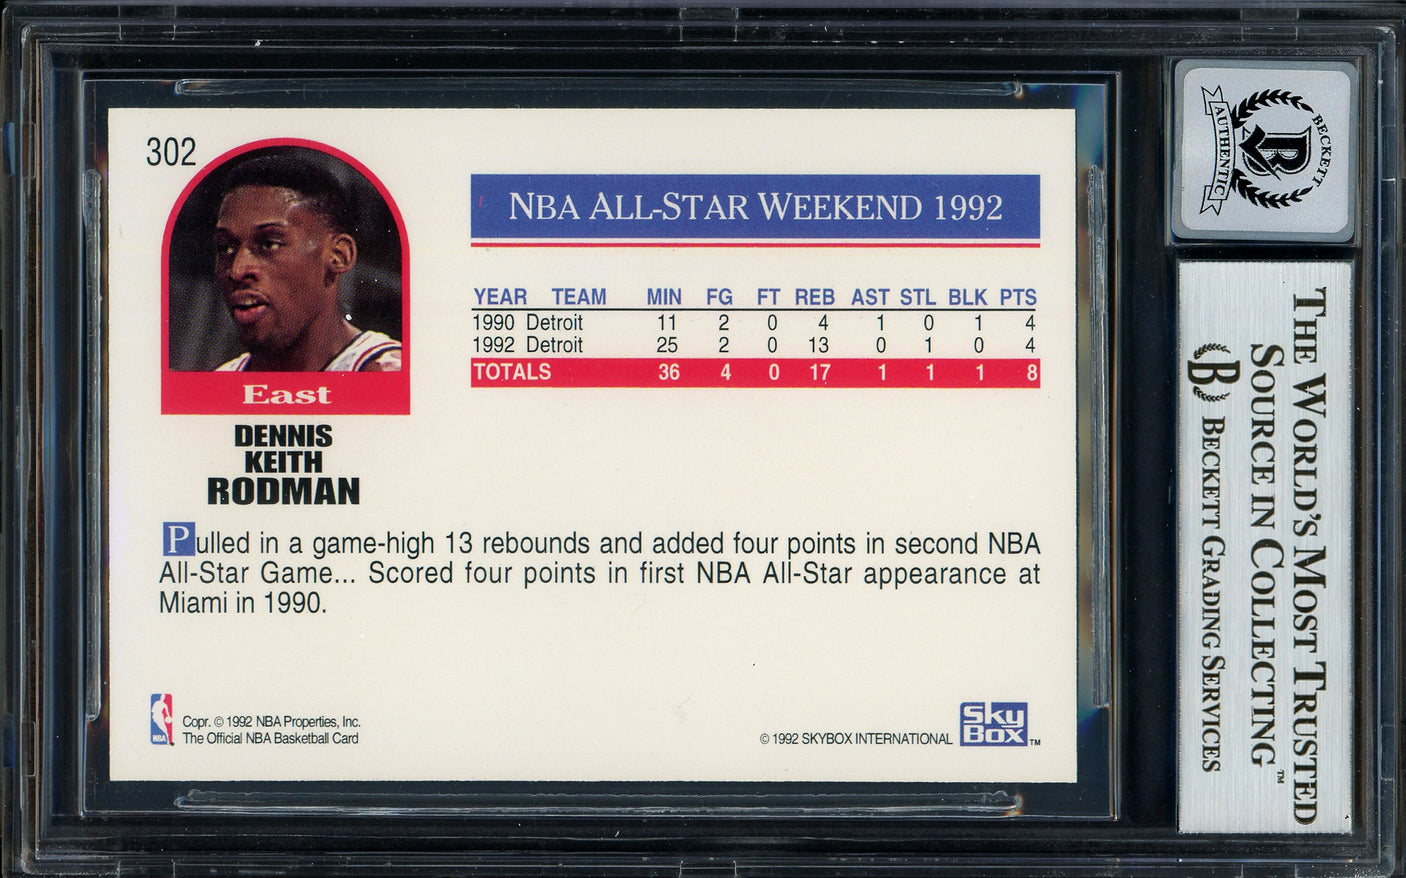 302
East
DENNIS
KEITH
RODMAN
NBA ALL-STAR WEEKEND 1992
YEAR TEAM MIN FG FT REB AST STL BLK PTS
1990 Detroit 11 2 0 4 1 0 1 4
1992 Detroit 25 2 0 13 0 1 0 4
TOTALS 36 4 0 17 1 1 1 8
Pulled in a game-high 13 rebounds and added four points in second NBA
All-Star Game... Scored four points in first NBA All-Star appearance at
Miami in 1990.
NBA
Copr. © 1992 NBA Properties, Inc.
The Official NBA Basketball Card
© 1992 SKYBOX INTERNATIONAL
Sky
Box™
BECKETT
B
AUTHENTIC
THE WORLD'S MOST TRUSTED
SOURCE IN COLLECTING™
B BECKETT GRADING SERVICES